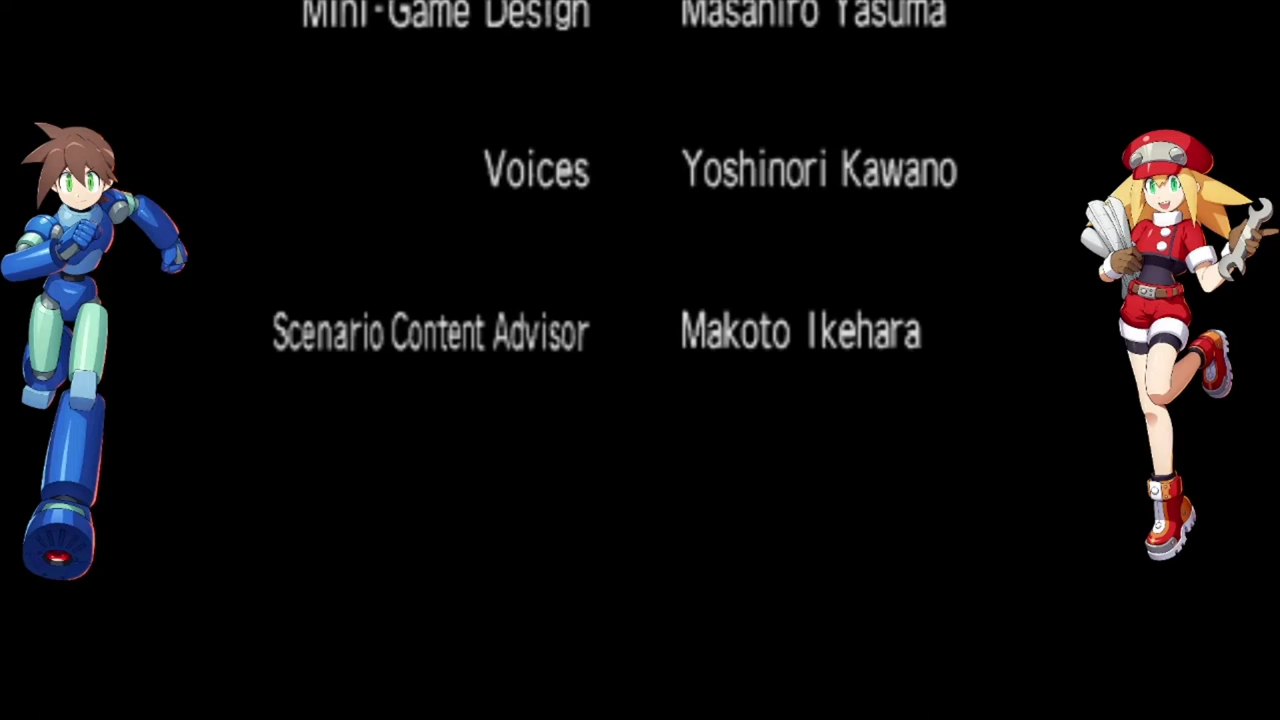 Mini-Game Design Masahiro Yasuma
Voices Yoshinori Kawano
Scenario Content Advisor Makoto Ikehara